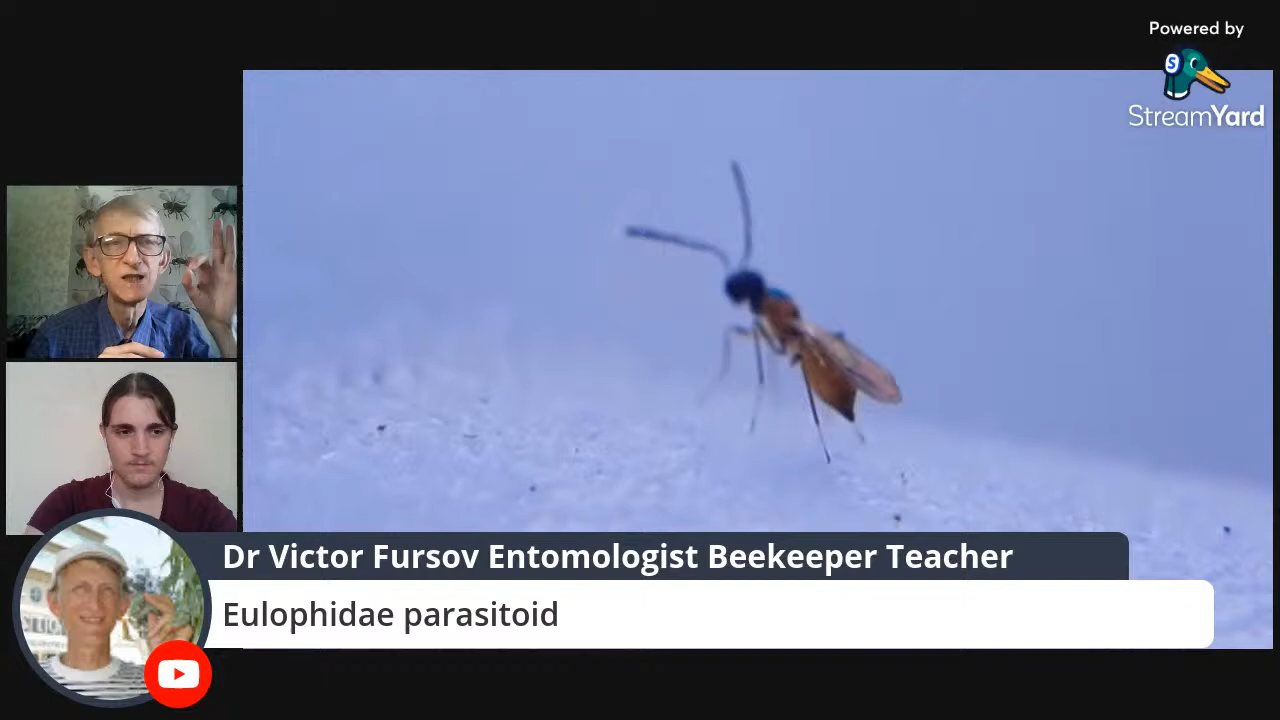 Powered by
StreamYard
Dr Victor Fursov Entomologist Beekeeper Teacher
Eulophidae parasitoid